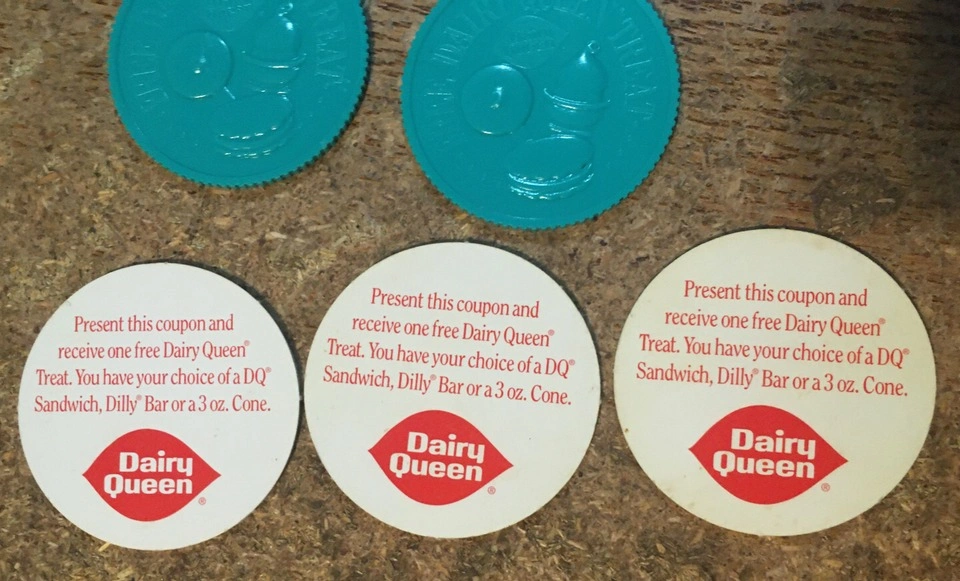 DAIRY
TREAT
Present this coupon and
receive one free Dairy Queen®
Treat. You have your choice of a DQ®
Sandwich, Dilly® Bar or a 3 oz. Cone.
Dairy
Queen®
Present this coupon and
receive one free Dairy Queen®
Treat. You have your choice of a DQ®
Sandwich, Dilly® Bar or a 3 oz. Cone.
Dairy
Queen®
Present this coupon and
receive one free Dairy Queen®
Treat. You have your choice of a DQ®
Sandwich, Dilly® Bar or a 3 oz. Cone.
Dairy
Queen®